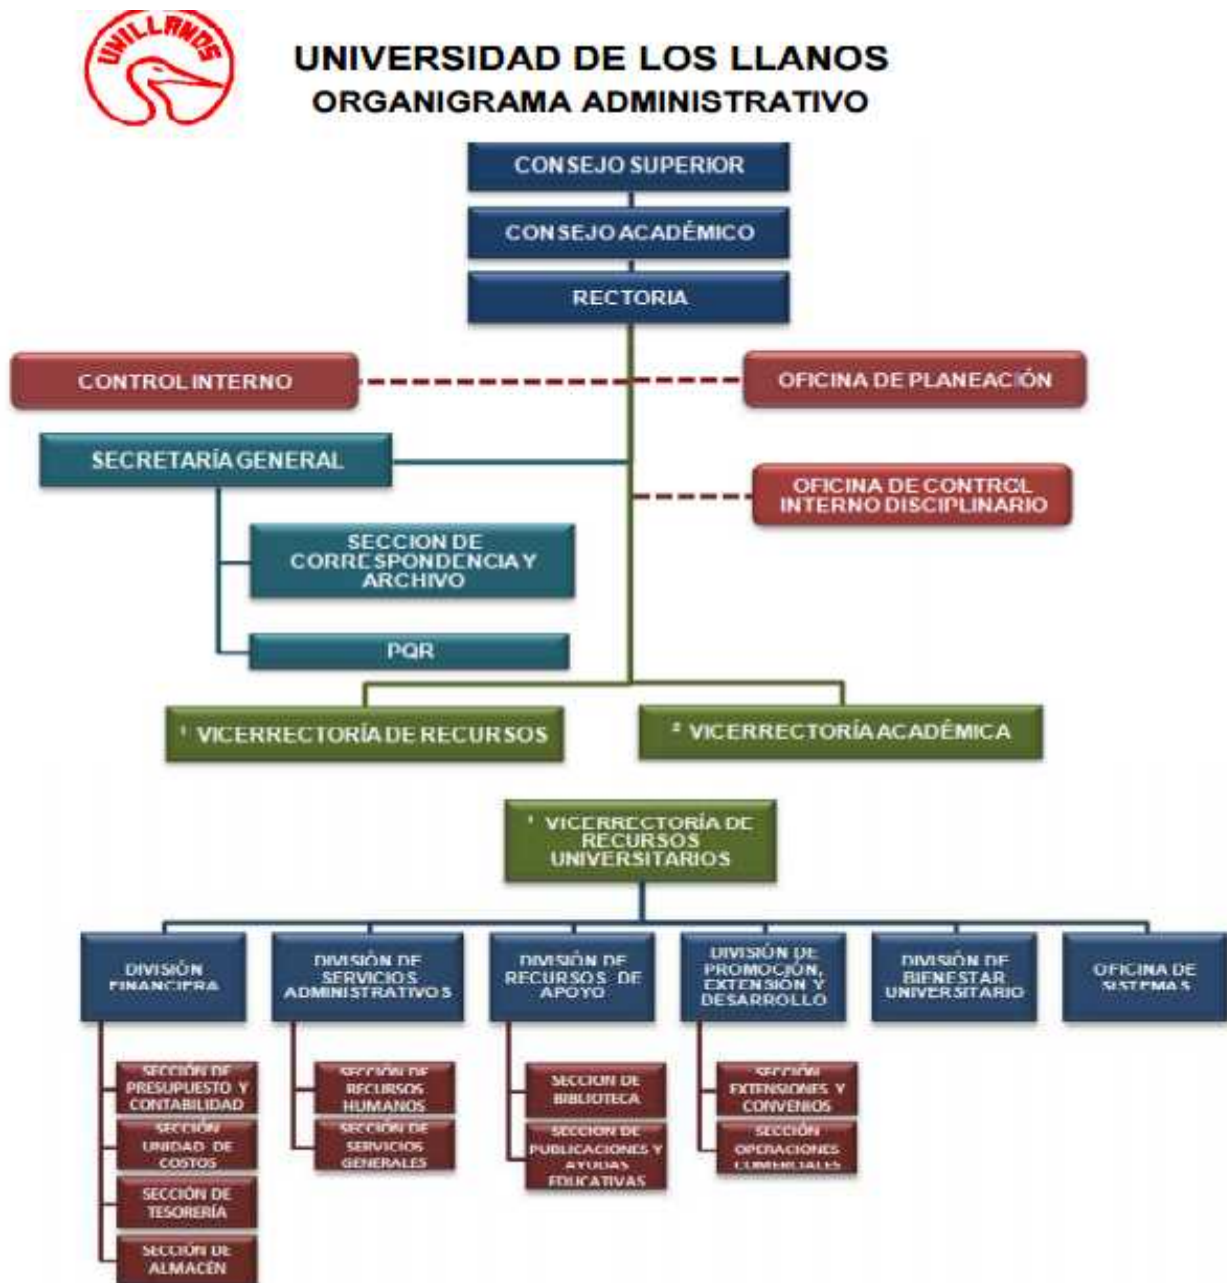 UNILLANOS
UNIVERSIDAD DE LOS LLANOS
ORGANIGRAMA ADMINISTRATIVO
CONSEJO SUPERIOR
CONSEJO ACADÉMICO
RECTORIA
CONTROL INTERNO
OFICINA DE PLANEACIÓN
SECRETARÍA GENERAL
OFICINA DE CONTROL
INTERNO DISCIPLINARIO
SECCION DE
CORRESPONDENCIA Y
ARCHIVO
PQR
¹ VICERRECTORÍA DE RECURSOS
² VICERRECTORÍA ACADÉMICA
¹ VICERRECTORÍA DE
RECURSOS
UNIVERSITARIOS
DIVISIÓN
FINANCIERA
DIVISIÓN DE
SERVICIOS
ADMINISTRATIVOS
DIVISIÓN DE
RECURSOS DE
APOYO
DIVISIÓN DE
PROMOCIÓN,
EXTENSIÓN Y
DESARROLLO
DIVISIÓN DE
BIENESTAR
UNIVERSITARIO
OFICINA DE
SISTEMAS
SECCIÓN DE
PRESUPUESTO Y
CONTABILIDAD
SECCIÓN
UNIDAD DE
COSTOS
SECCIÓN DE
TESORERÍA
SECCIÓN DE
ALMACÉN
SECCIÓN DE
RECURSOS
HUMANOS
SECCIÓN DE
SERVICIOS
GENERALES
SECCION DE
BIBLIOTECA
SECCION DE
PUBLICACIONES Y
AYUDAS
EDUCATIVAS
SECCIÓN
EXTENSIONES Y
CONVENIOS
SECCIÓN
OPERACIONES
COMERCIALES